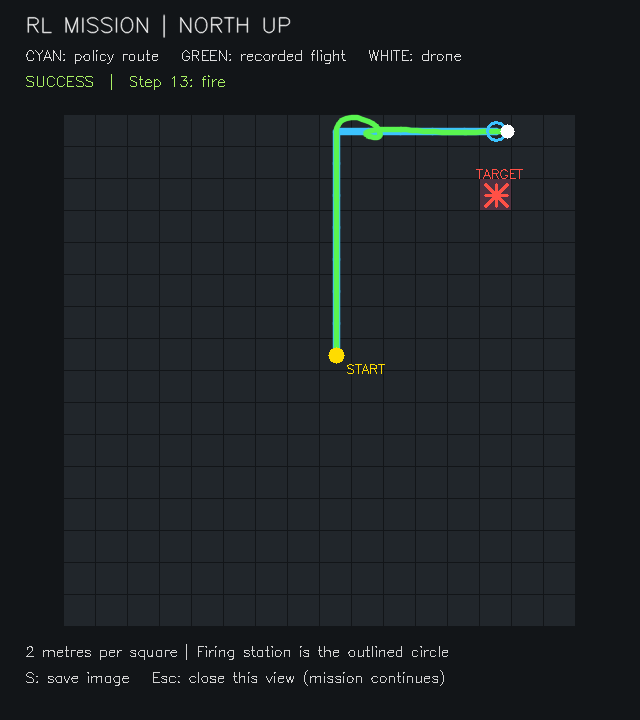 RL MISSION | NORTH UP
CYAN: policy route GREEN: recorded flight WHITE: drone
SUCCESS | Step 13: fire
TARGET
START
2 metres per square | Firing station is the outlined circle
S: save image Esc: close this view (mission continues)